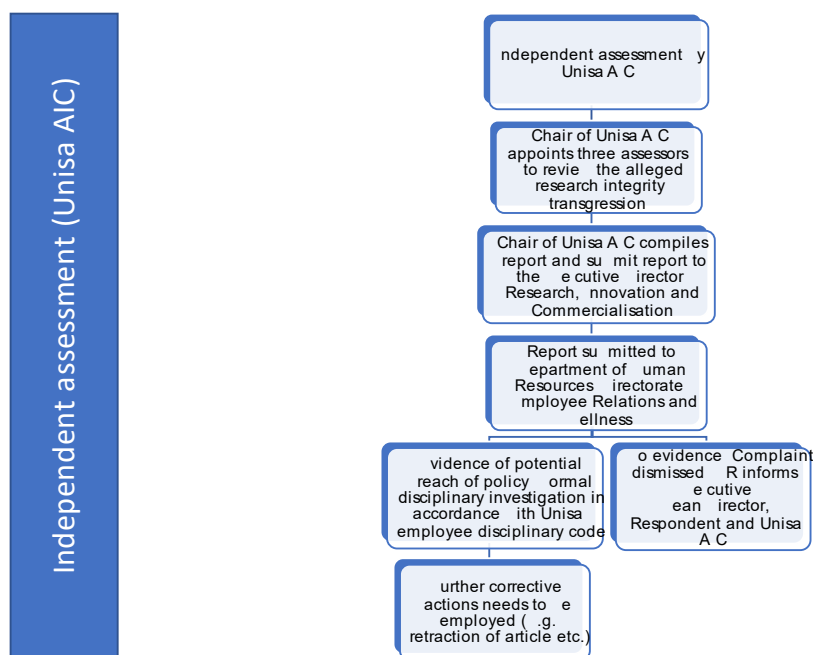 Independent assessment (Unisa AIC)
ndependent assessment y
Unisa A C
Chair of Unisa A C
appoints three assessors
to revie the alleged
research integrity
transgression
Chair of Unisa A C compiles
report and su mit report to
the e cutive irector
Research, nnovation and
Commercialisation
Report su mitted to
epartment of uman
Resources irectorate
mployee Relations and
ellness
vidence of potential
reach of policy ormal
disciplinary investigation in
accordance ith Unisa
employee disciplinary code
o evidence Complaint
dismissed R informs
e cutive
ean irector,
Respondent and Unisa
A C
urther corrective
actions needs to e
employed ( .g.
retraction of article etc.)